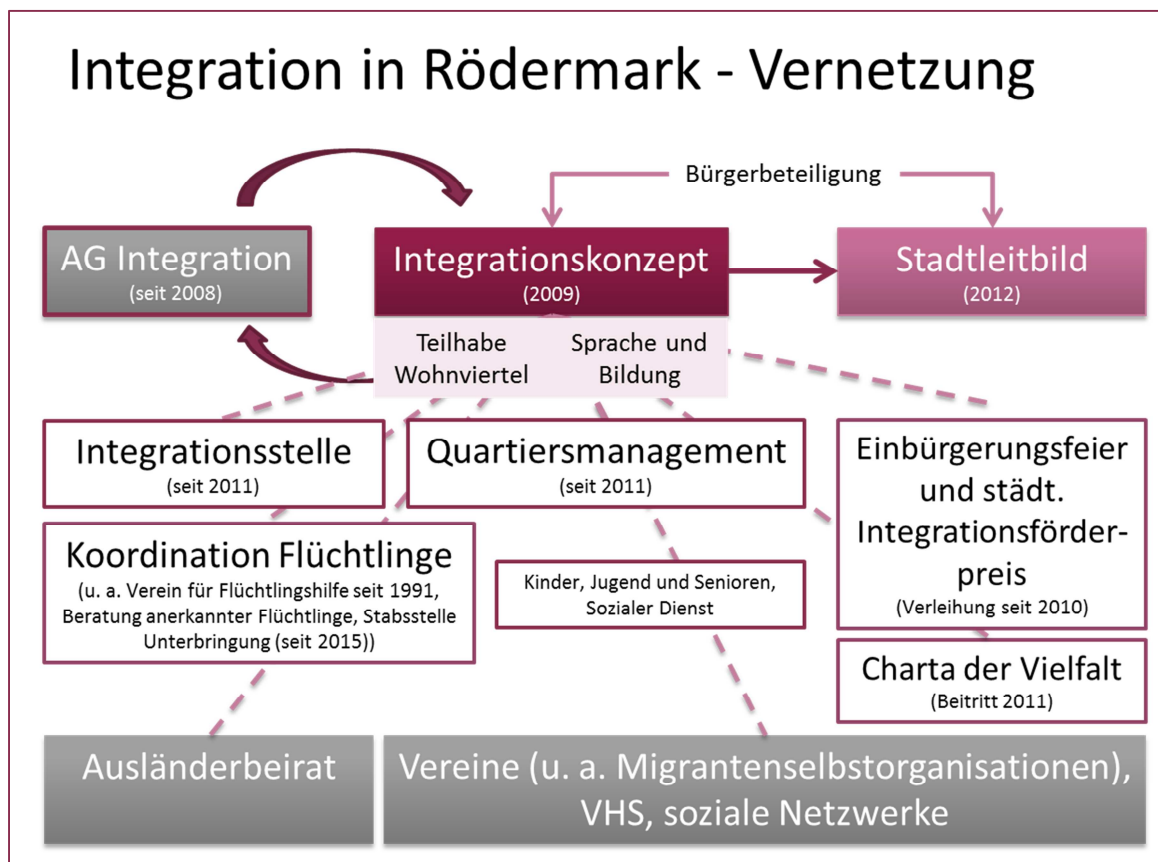 Integration in Rödermark - Vernetzung
Bürgerbeteiligung
AG Integration
(seit 2008)
Integrationskonzept
(2009)
Stadtleitbild
(2012)
Teilhabe
Wohnviertel
Sprache und
Bildung
Integrationsstelle
(seit 2011)
Quartiersmanagement
(seit 2011)
Einbürgerungsfeier
und städt.
Integrationsförder-
preis
(Verleihung seit 2010)
Koordination Flüchtlinge
(u. a. Verein für Flüchtlingshilfe seit 1991,
Beratung anerkannter Flüchtlinge, Stabsstelle
Unterbringung (seit 2015))
Kinder, Jugend und Senioren,
Sozialer Dienst
Charta der Vielfalt
(Beitritt 2011)
Ausländerbeirat
Vereine (u. a. Migrantenselbstorganisationen),
VHS, soziale Netzwerke